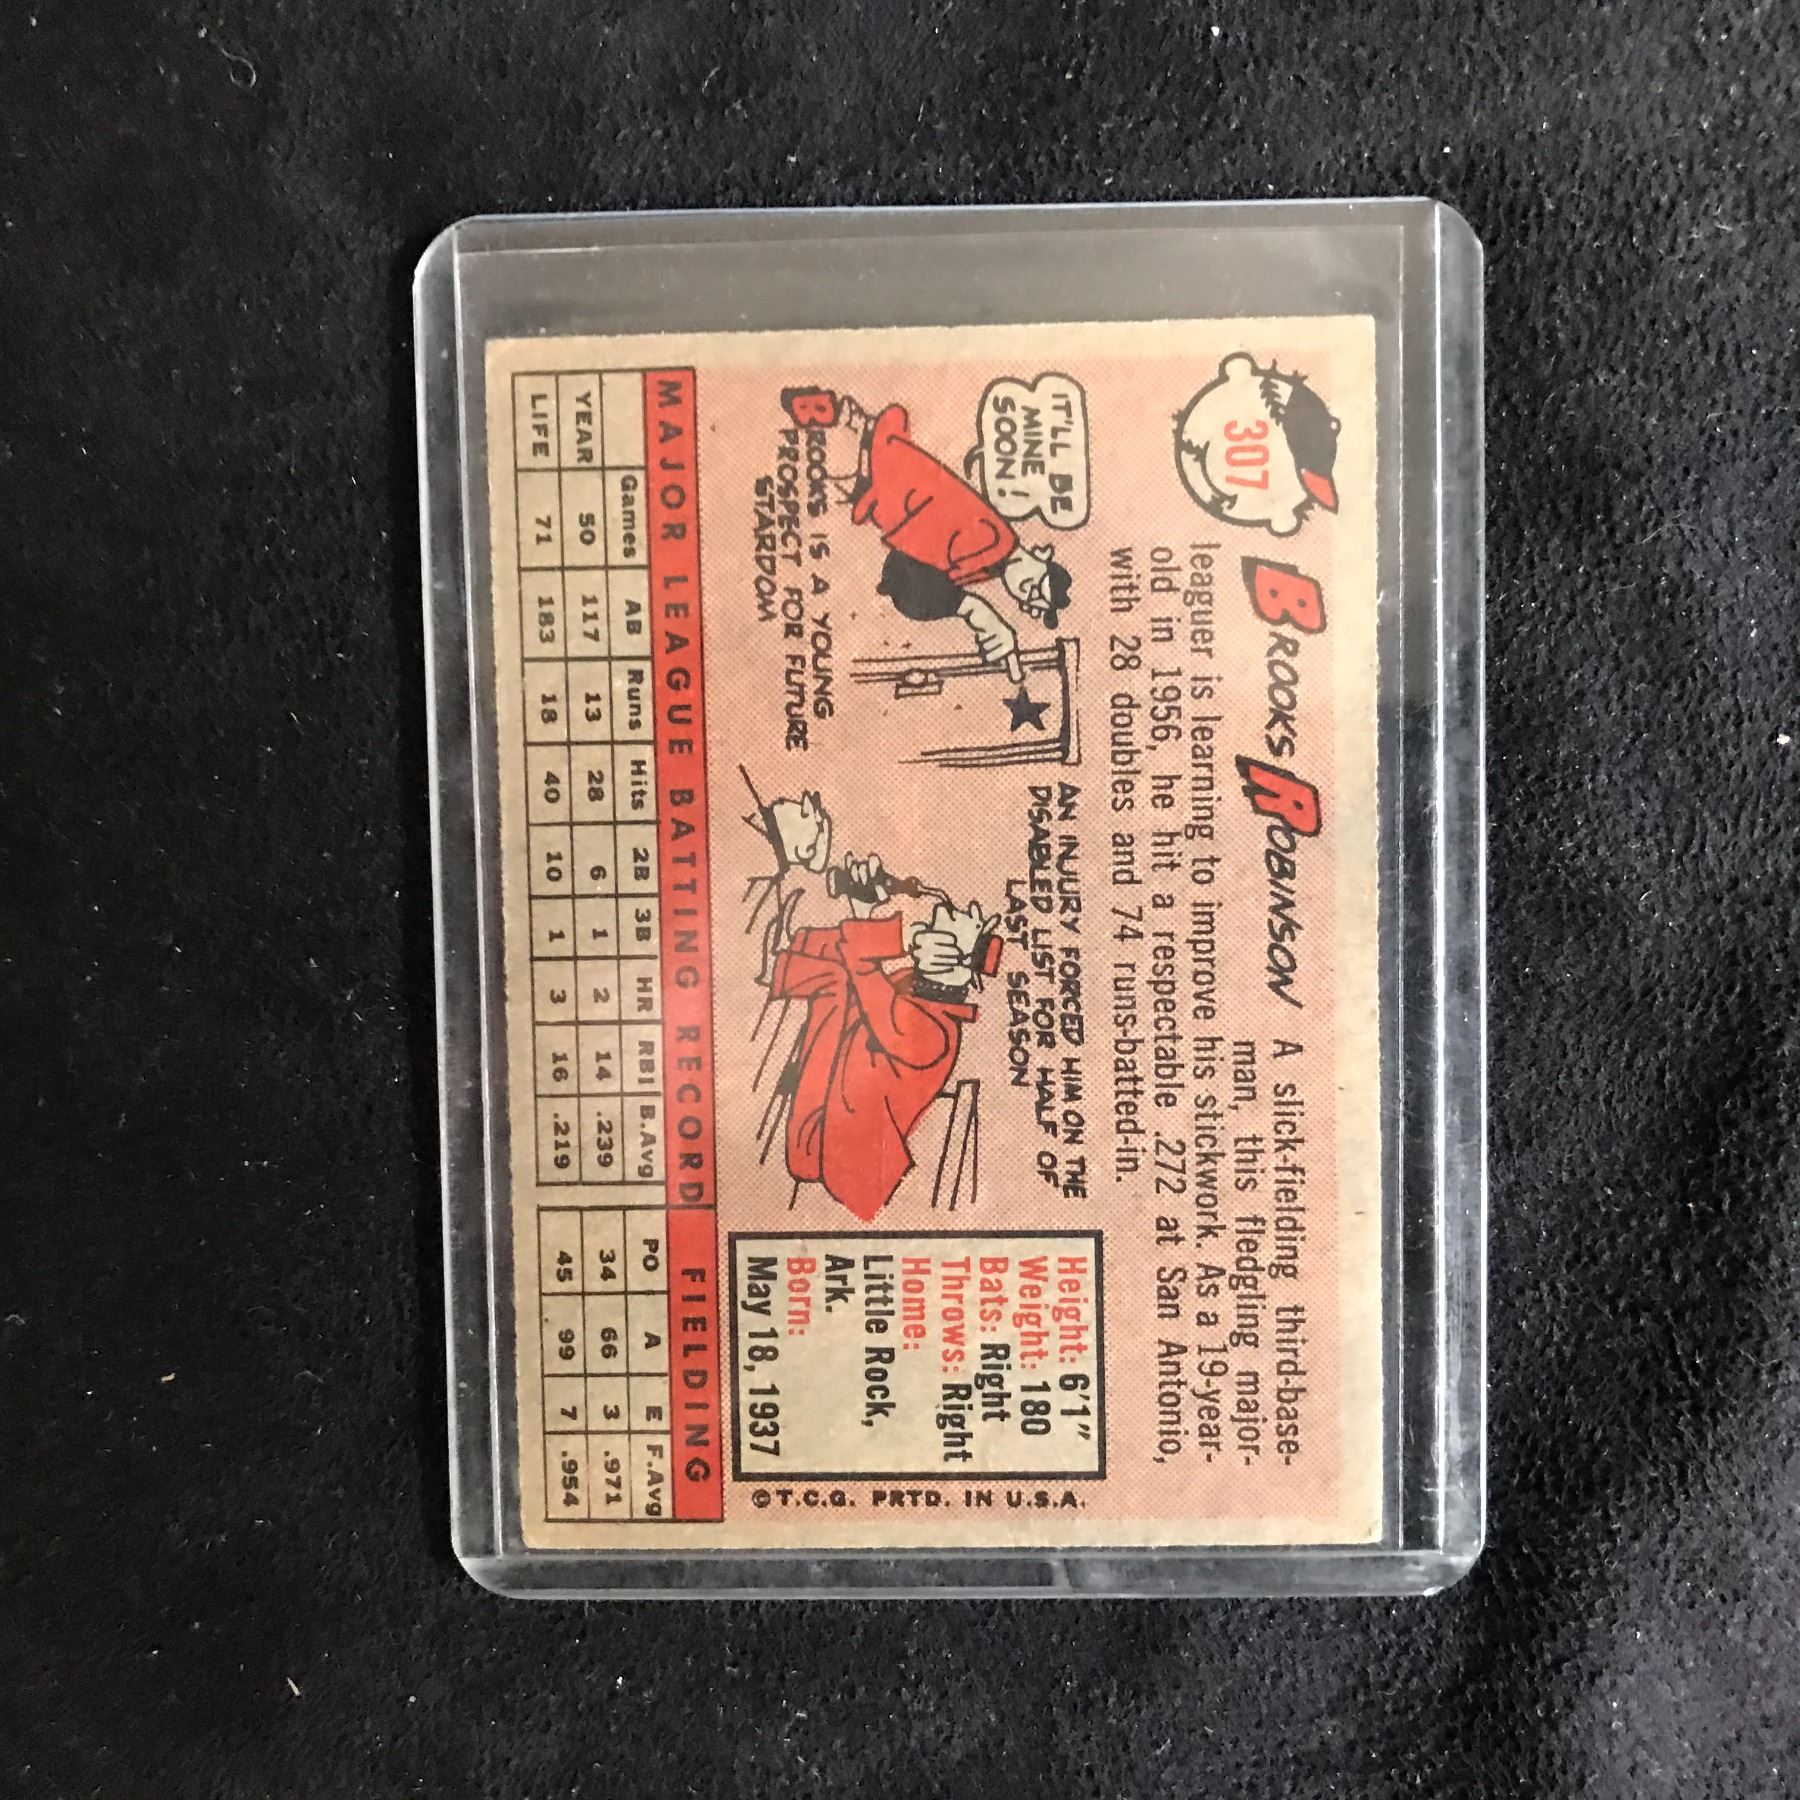 307
BROOKS ROBINSON A slick-fielding third-base-
man, this fledgling major-
leaguer is learning to improve his stickwork. As a 19-year-
old in 1956, he hit a respectable .272 at San Antonio,
with 28 doubles and 74 runs-batted-in.
IT'LL BE
MINE
SOON!
BROOKS IS A YOUNG
PROSPECT FOR FUTURE
STARDOM
AN INJURY FORCED HIM ON THE
DISABLED LIST FOR HALF OF
LAST SEASON
Height: 6'1"
Weight: 180
Bats: Right
Throws: Right
Home:
Little Rock,
Ark.
Born:
May 18, 1937
©T.C.G. PRTD. IN U.S.A.
MAJOR LEAGUE BATTING RECORD FIELDING
Games AB Runs Hits 2B 3B HR RBI B.Avg PO A E F.Avg
YEAR 50 117 13 28 6 1 2 14 .239 34 66 3 .971
LIFE 71 183 18 40 10 1 3 16 .219 45 99 7 .954